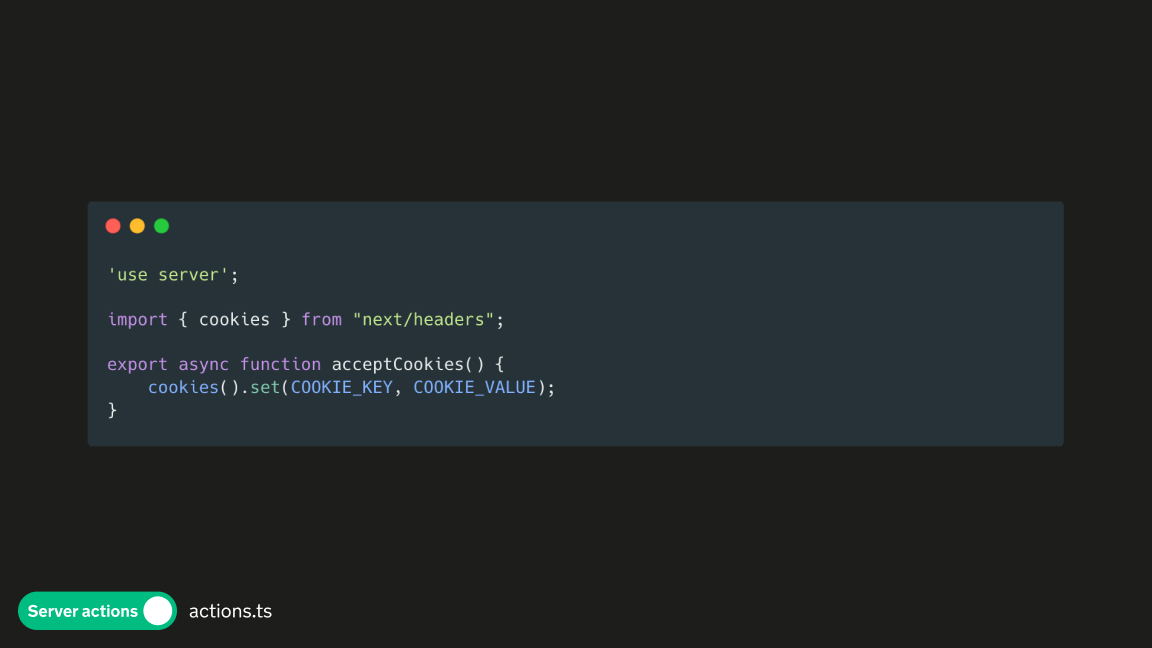 'use server';
import { cookies } from "next/headers";
export async function acceptCookies() {
    cookies().set(COOKIE_KEY, COOKIE_VALUE);
}
Server actions
actions.ts